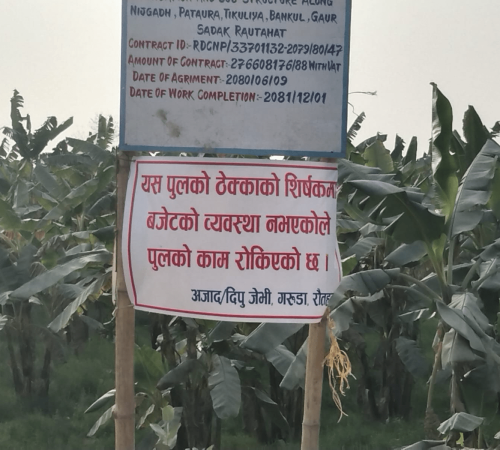 NIJGADH, PATAURA, TIKULIYA, BANKUL, GAUR
SADAK RAUTAHAT
CONTRACT ID:- RDCNP/33701132-2079/80/47
AMOUNT OF CONTRACT:- 276608176/88 WITH VAT
DATE OF AGRIMENT:- 2080/06/09
DATE OF WORK COMPLETION:- 2081/12/01
यस पुलको ठेक्काको शिर्षकमा
बजेटको व्यवस्था नभएकोले
पुलको काम रोकिएको छ ।
अजाद/दिपु जेभी, गरुडा,